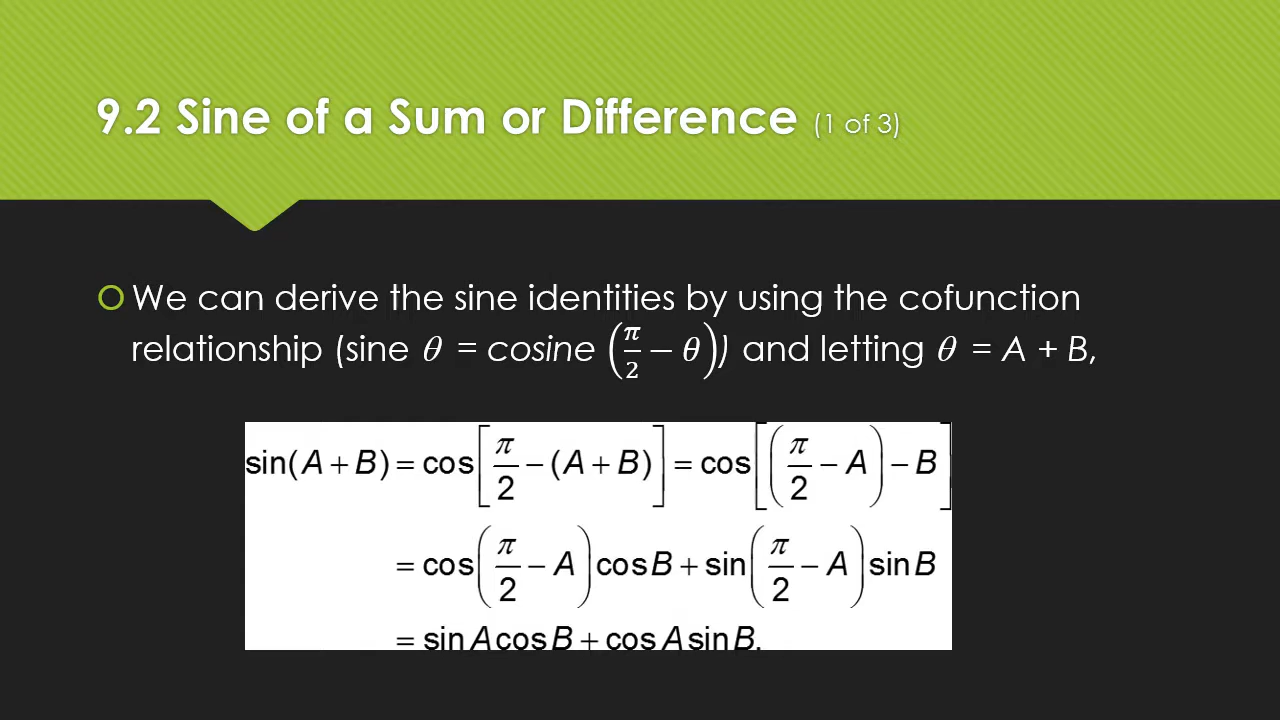 9.2 Sine of a Sum or Difference (1 of 3)
We can derive the sine identities by using the cofunction
relationship (sine θ = cosine (π/2 − θ)) and letting θ = A + B,
sin(A + B) = cos[π/2 − (A + B)] = cos[(π/2 − A) − B]
= cos(π/2 − A)cos B + sin(π/2 − A)sin B
= sin A cos B + cos A sin B.